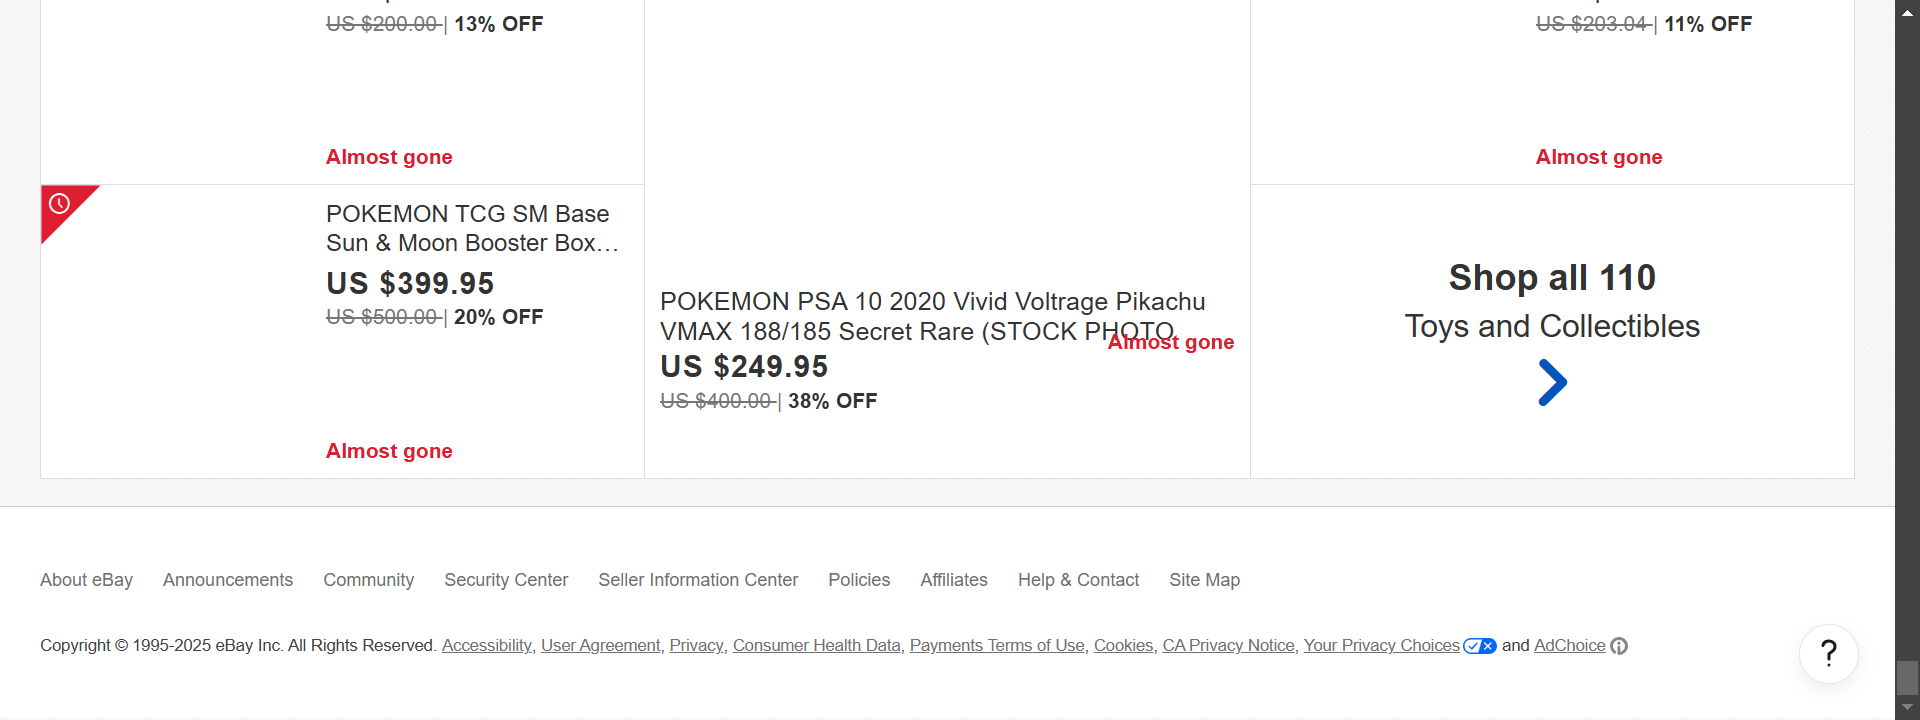 US $200.00 | 13% OFF
Almost gone
POKEMON TCG SM Base
Sun & Moon Booster Box…
US $399.95
US $500.00 | 20% OFF
Almost gone
POKEMON PSA 10 2020 Vivid Voltrage Pikachu
VMAX 188/185 Secret Rare (STOCK PHOTO
Almost gone
US $249.95
US $400.00 | 38% OFF
US $203.04 | 11% OFF
Almost gone
Shop all 110
Toys and Collectibles
About eBay Announcements Community Security Center Seller Information Center Policies Affiliates Help & Contact Site Map
Copyright © 1995-2025 eBay Inc. All Rights Reserved. Accessibility, User Agreement, Privacy, Consumer Health Data, Payments Terms of Use, Cookies, CA Privacy Notice, Your Privacy Choices and AdChoice
?